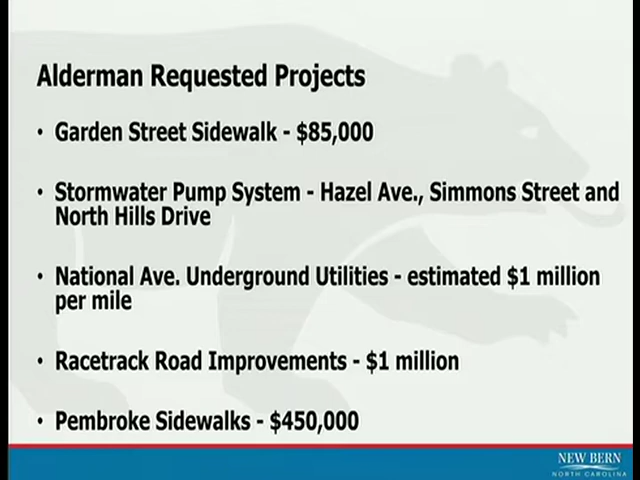 Alderman Requested Projects
• Garden Street Sidewalk - $85,000
• Stormwater Pump System - Hazel Ave., Simmons Street and
North Hills Drive
• National Ave. Underground Utilities - estimated $1 million
per mile
• Racetrack Road Improvements - $1 million
• Pembroke Sidewalks - $450,000
NEW BERN
NORTH CAROLINA